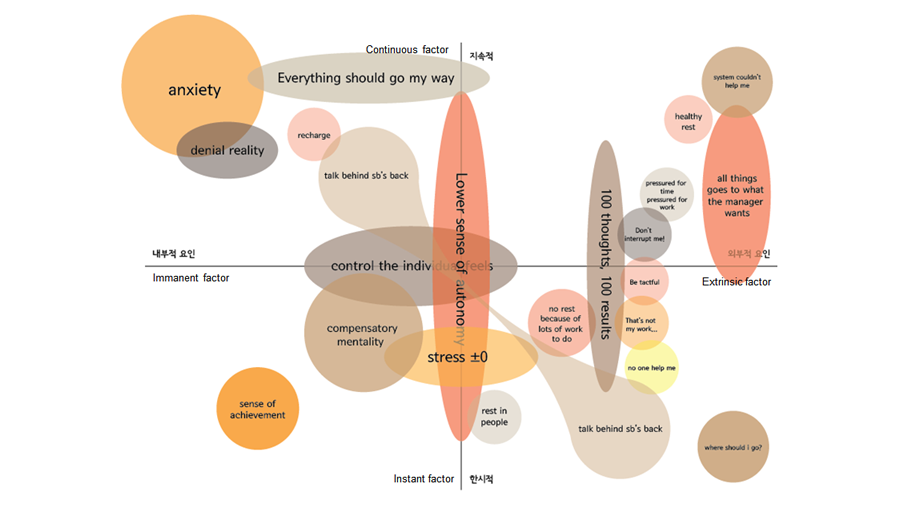 Continuous factor
지속적
Everything should go my way
anxiety
system couldn't
help me
healthy
rest
recharge
denial reality
talk behind sb's back
pressured for
time
pressured for
work
all things
goes to what
the manager
wants
Lower sense of autonomy
100 thoughts, 100 results
Don't
interrupt me!
내부적 요인
외부적 요인
control the individual feels
Immanent factor
Extrinsic factor
Be tactful
no rest
because of
lots of work
to do
That's not
my work...
compensatory
mentality
stress ±0
no one help me
sense of
achievement
rest in
people
talk behind sb's back
where should i go?
Instant factor
한시적